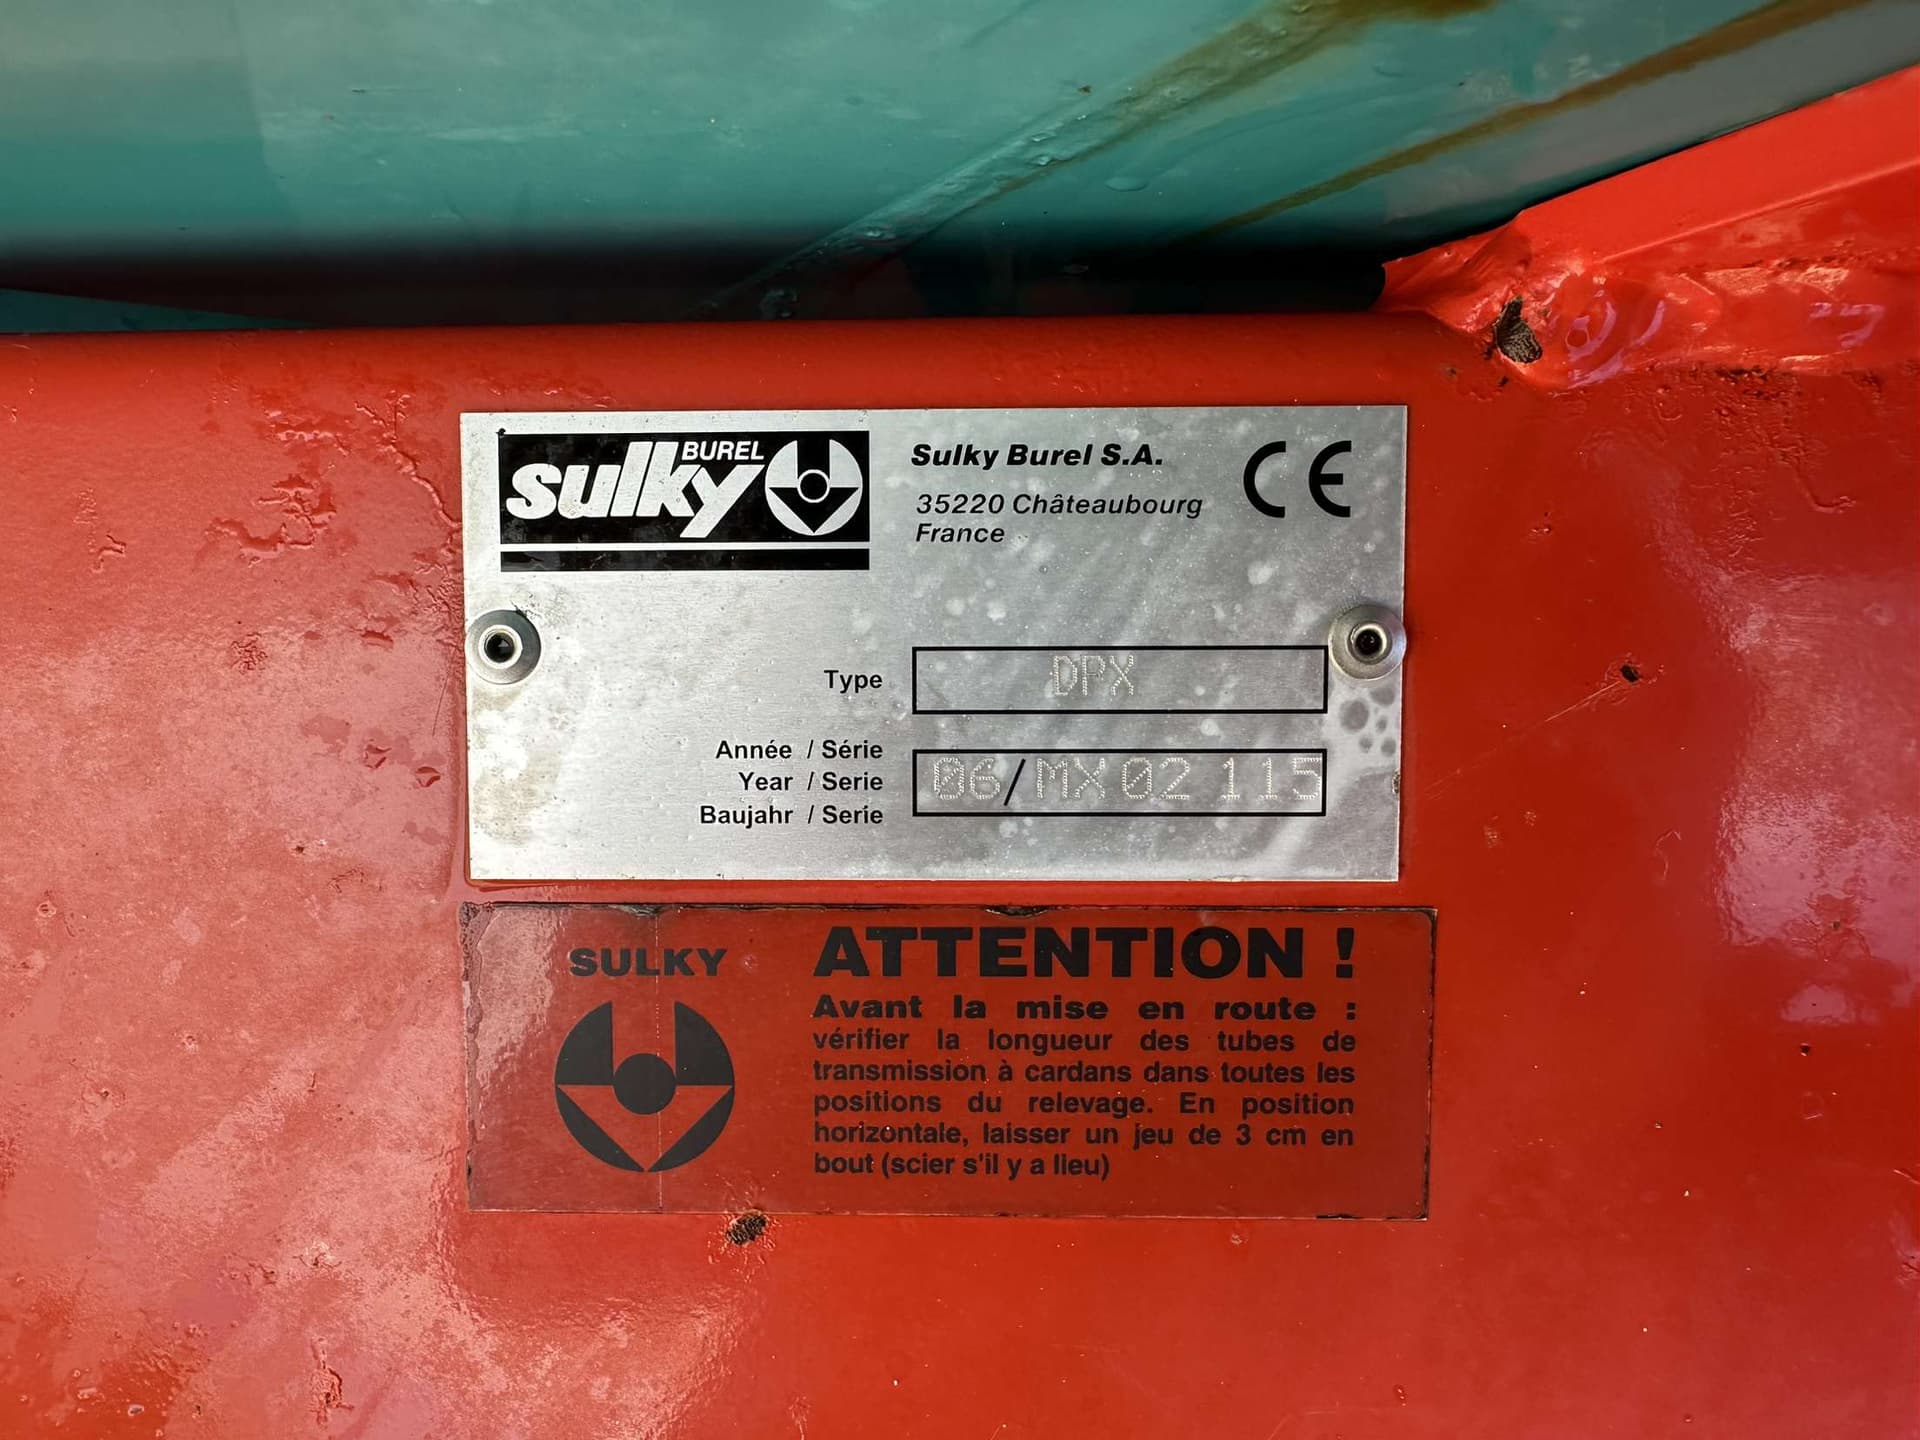 BUREL
sulky
Sulky Burel S.A.
35220 Châteaubourg
France
CE
Type DPX
Année / Série
Year / Serie 06/MX02 115
Baujahr / Serie
SULKY
ATTENTION !
Avant la mise en route :
vérifier la longueur des tubes de
transmission à cardans dans toutes les
positions du relevage. En position
horizontale, laisser un jeu de 3 cm en
bout (scier s'il y a lieu)